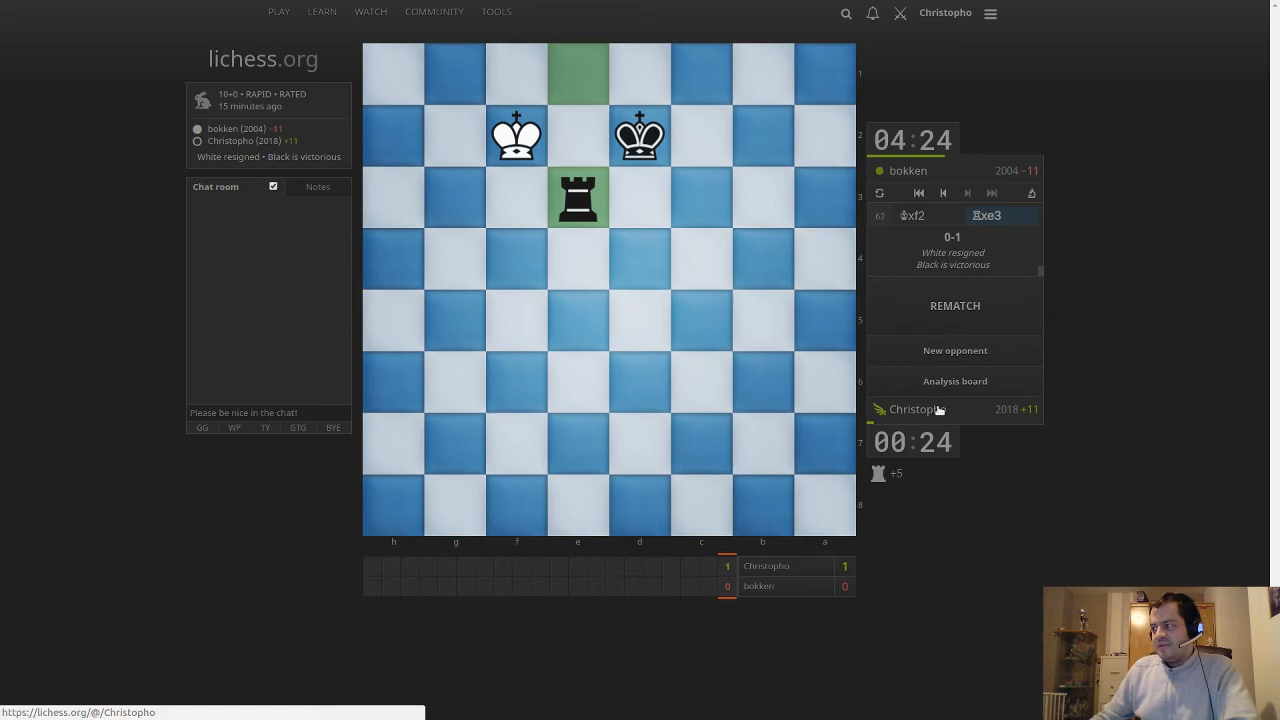 PLAY LEARN WATCH COMMUNITY TOOLS Christopho
lichess.org
10+0 • RAPID • RATED
15 minutes ago
bokken (2004) −11
Christopho (2018) +11
White resigned • Black is victorious
Chat room Notes
Please be nice in the chat!
GG WP TY GTG BYE
1
2
3
4
5
6
7
8
h g f e d c b a
04:24
bokken 2004 −11
62 ♔xf2 ♖xe3
0-1
White resigned
Black is victorious
REMATCH
New opponent
Analysis board
Christopho 2018 +11
00:24
+5
1 Christopho 1
0 bokken 0
https://lichess.org/@/Christopho